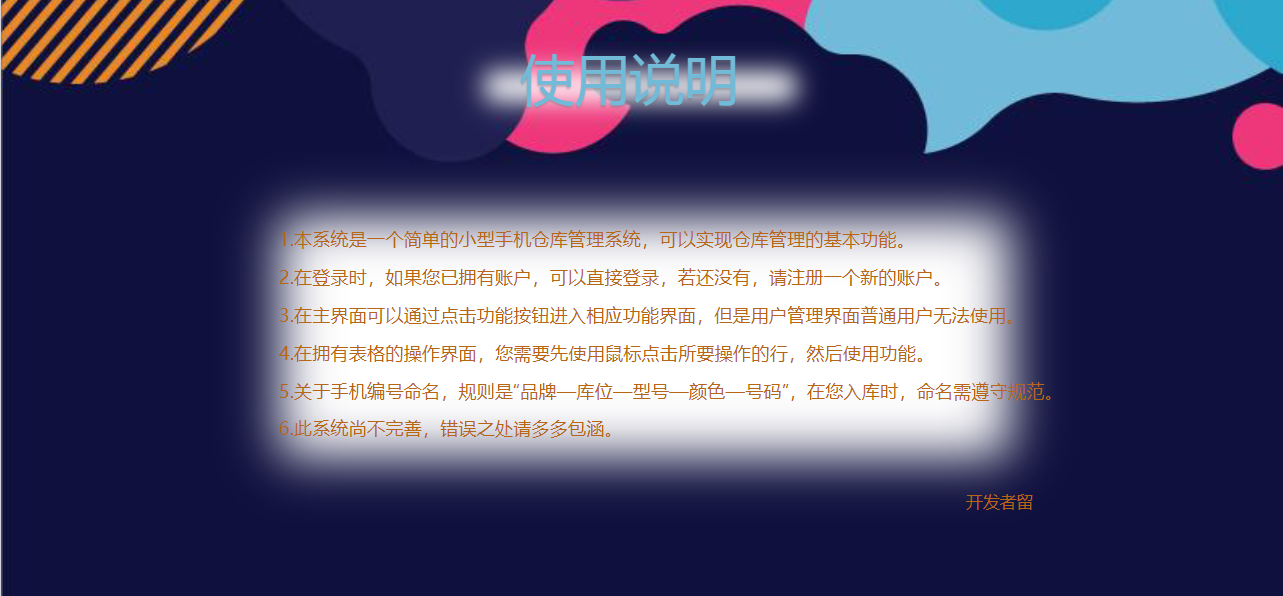 使用说明
1.本系统是一个简单的小型手机仓库管理系统，可以实现仓库管理的基本功能。
2.在登录时，如果您已拥有账户，可以直接登录，若还没有，请注册一个新的账户。
3.在主界面可以通过点击功能按钮进入相应功能界面，但是用户管理界面普通用户无法使用。
4.在拥有表格的操作界面，您需要先使用鼠标点击所要操作的行，然后使用功能。
5.关于手机编号命名，规则是“品牌—库位—型号—颜色—号码”，在您入库时，命名需遵守规范。
6.此系统尚不完善，错误之处请多多包涵。
开发者留